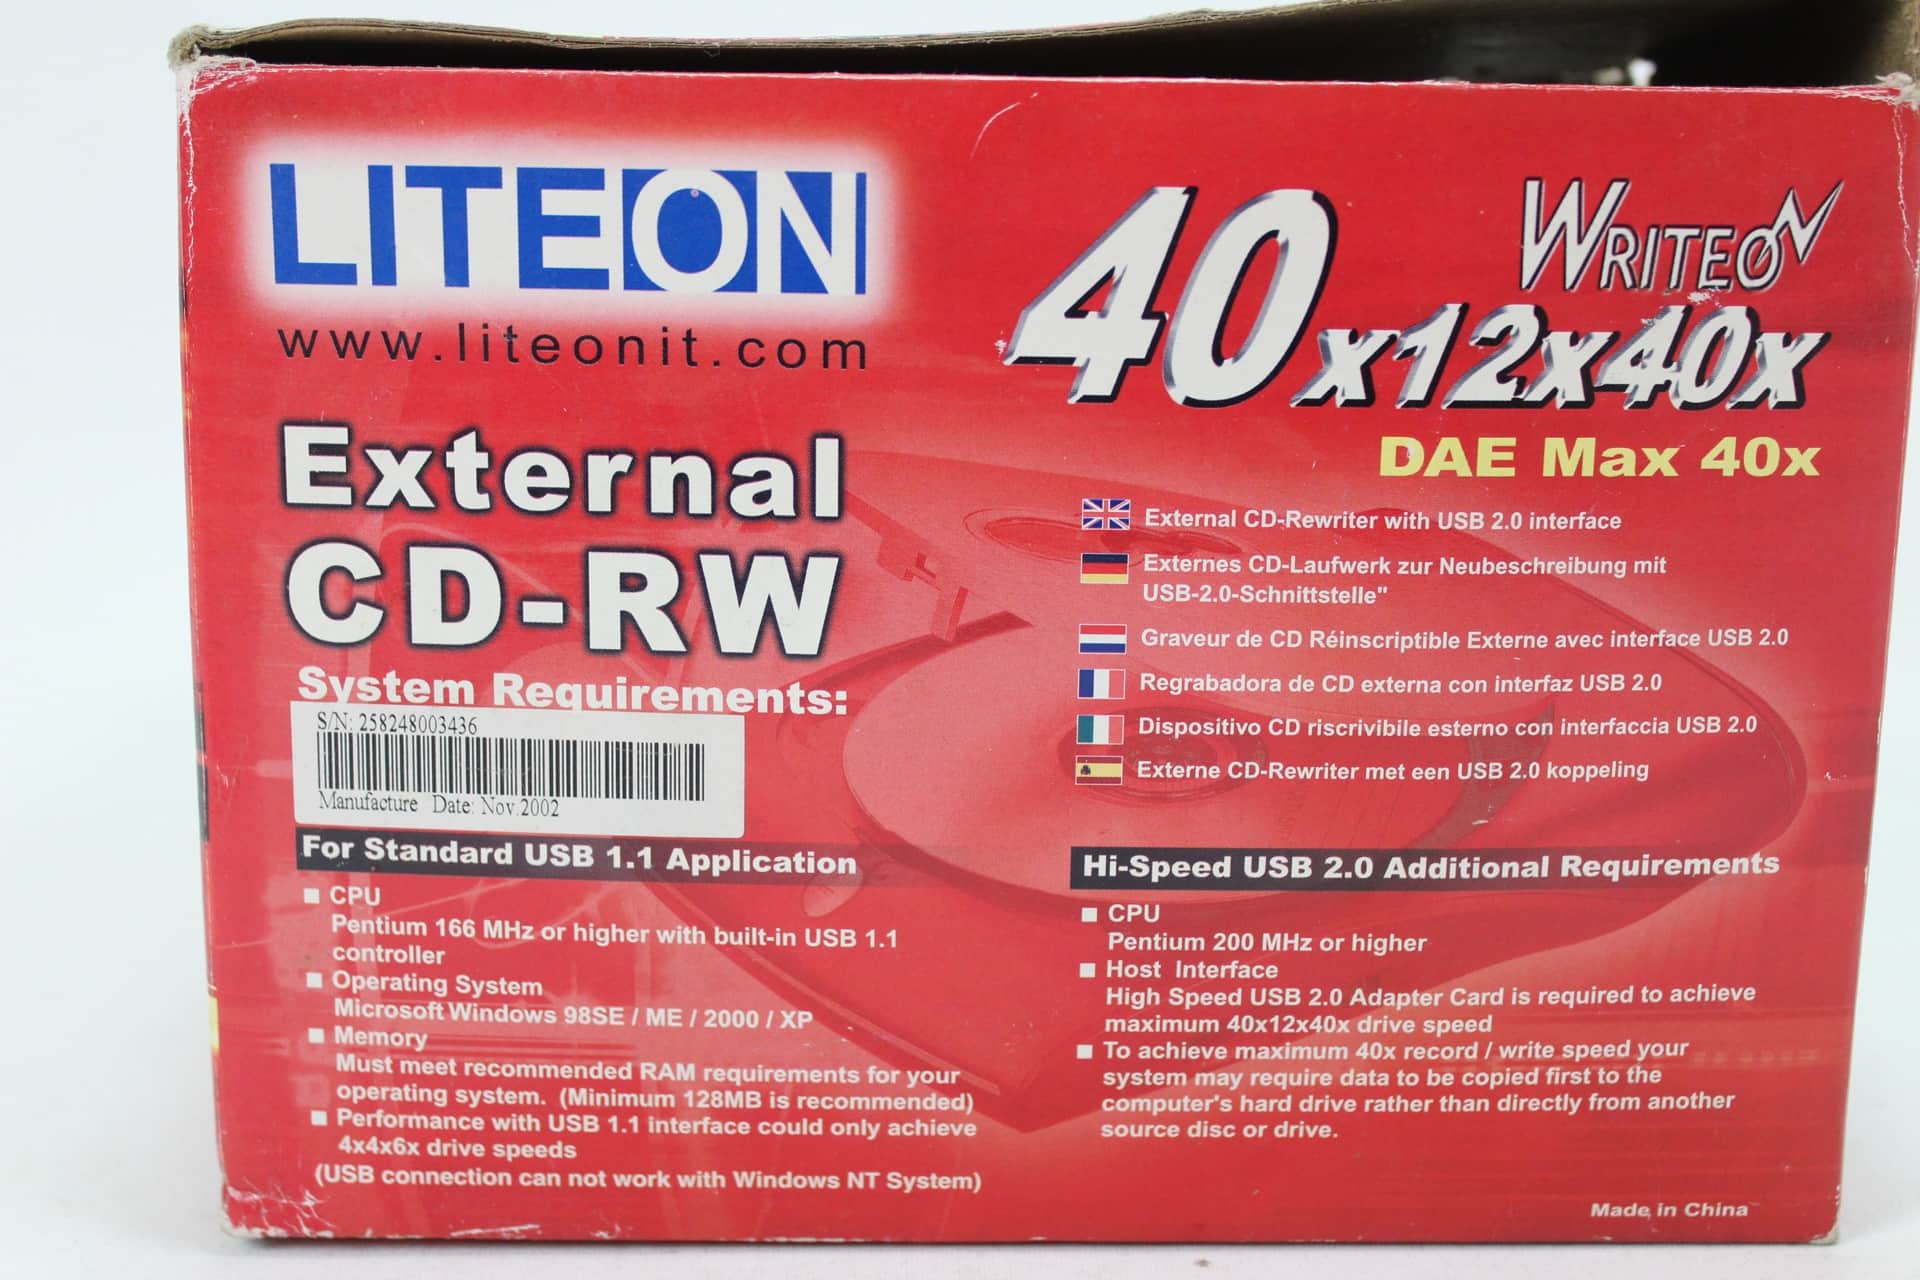 LITEON
www.liteonit.com
External
CD-RW
System Requirements:
S/N: 258248003436
Manufacture Date: Nov.2002
For Standard USB 1.1 Application
CPU
Pentium 166 MHz or higher with built-in USB 1.1
controller
Operating System
Microsoft Windows 98SE / ME / 2000 / XP
Memory
Must meet recommended RAM requirements for your
operating system. (Minimum 128MB is recommended)
Performance with USB 1.1 interface could only achieve
4x4x6x drive speeds
(USB connection can not work with Windows NT System)
WRITEON
40x12x40x
DAE Max 40x
External CD-Rewriter with USB 2.0 interface
Externes CD-Laufwerk zur Neubeschreibung mit
USB-2.0-Schnittstelle"
Graveur de CD Réinscriptible Externe avec interface USB 2.0
Regrabadora de CD externa con interfaz USB 2.0
Dispositivo CD riscrivibile esterno con interfaccia USB 2.0
Externe CD-Rewriter met een USB 2.0 koppeling
Hi-Speed USB 2.0 Additional Requirements
CPU
Pentium 200 MHz or higher
Host Interface
High Speed USB 2.0 Adapter Card is required to achieve
maximum 40x12x40x drive speed
To achieve maximum 40x record / write speed your
system may require data to be copied first to the
computer's hard drive rather than directly from another
source disc or drive.
Made in China